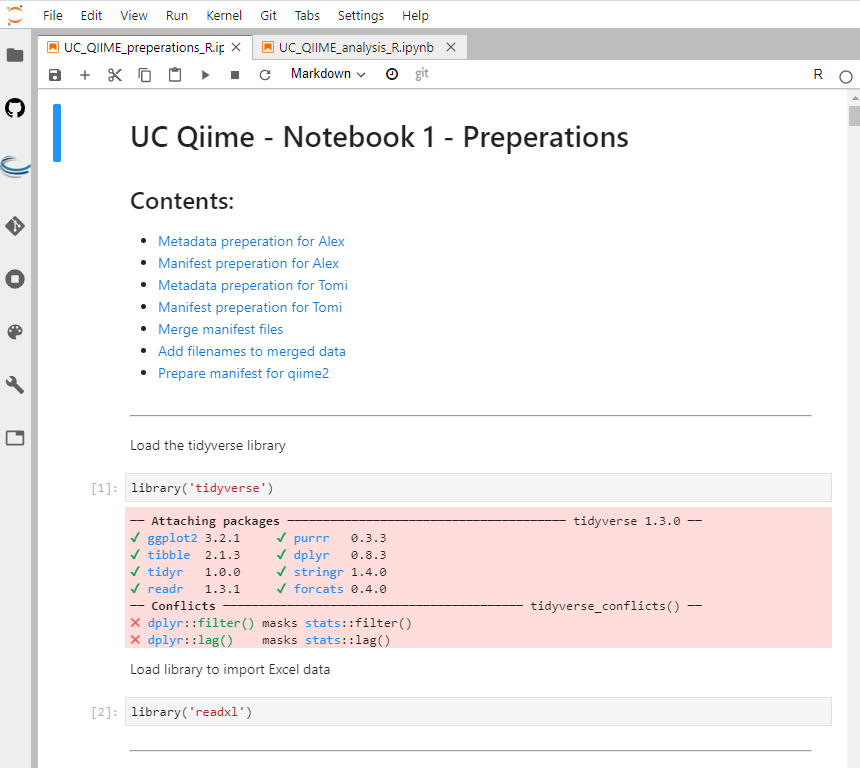 File Edit View Run Kernel Git Tabs Settings Help
UC_QIIME_preperations_R.ip UC_QIIME_analysis_R.ipynb
Markdown git R
UC Qiime - Notebook 1 - Preperations
Contents:
• Metadata preperation for Alex
• Manifest preperation for Alex
• Metadata preperation for Tomi
• Manifest preperation for Tomi
• Merge manifest files
• Add filenames to merged data
• Prepare manifest for qiime2
Load the tidyverse library
[1]: library('tidyverse')
── Attaching packages ─────────────────────────────────────── tidyverse 1.3.0 ──
✔ ggplot2 3.2.1 ✔ purrr 0.3.3
✔ tibble 2.1.3 ✔ dplyr 0.8.3
✔ tidyr 1.0.0 ✔ stringr 1.4.0
✔ readr 1.3.1 ✔ forcats 0.4.0
── Conflicts ────────────────────────────────────────── tidyverse_conflicts() ──
✖ dplyr::filter() masks stats::filter()
✖ dplyr::lag() masks stats::lag()
Load library to import Excel data
[2]: library('readxl')